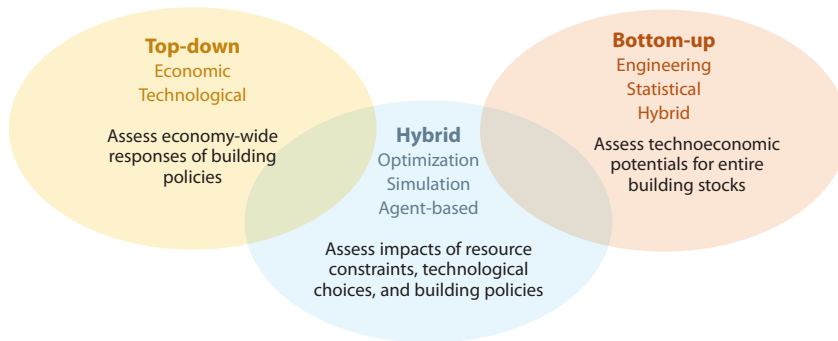 Top-down
Economic
Technological
Assess economy-wide
responses of building
policies
Hybrid
Optimization
Simulation
Agent-based
Assess impacts of resource
constraints, technological
choices, and building policies
Bottom-up
Engineering
Statistical
Hybrid
Assess technoeconomic
potentials for entire
building stocks